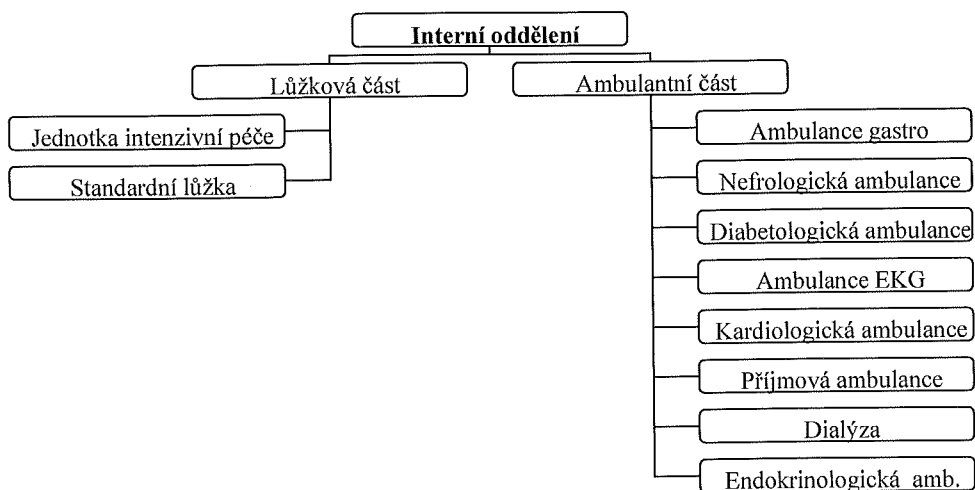 Interní oddělení
Lůžková část
Ambulantní část
Jednotka intenzivní péče
Standardní lůžka
Ambulance gastro
Nefrologická ambulance
Diabetologická ambulance
Ambulance EKG
Kardiologická ambulance
Příjmová ambulance
Dialýza
Endokrinologická amb.